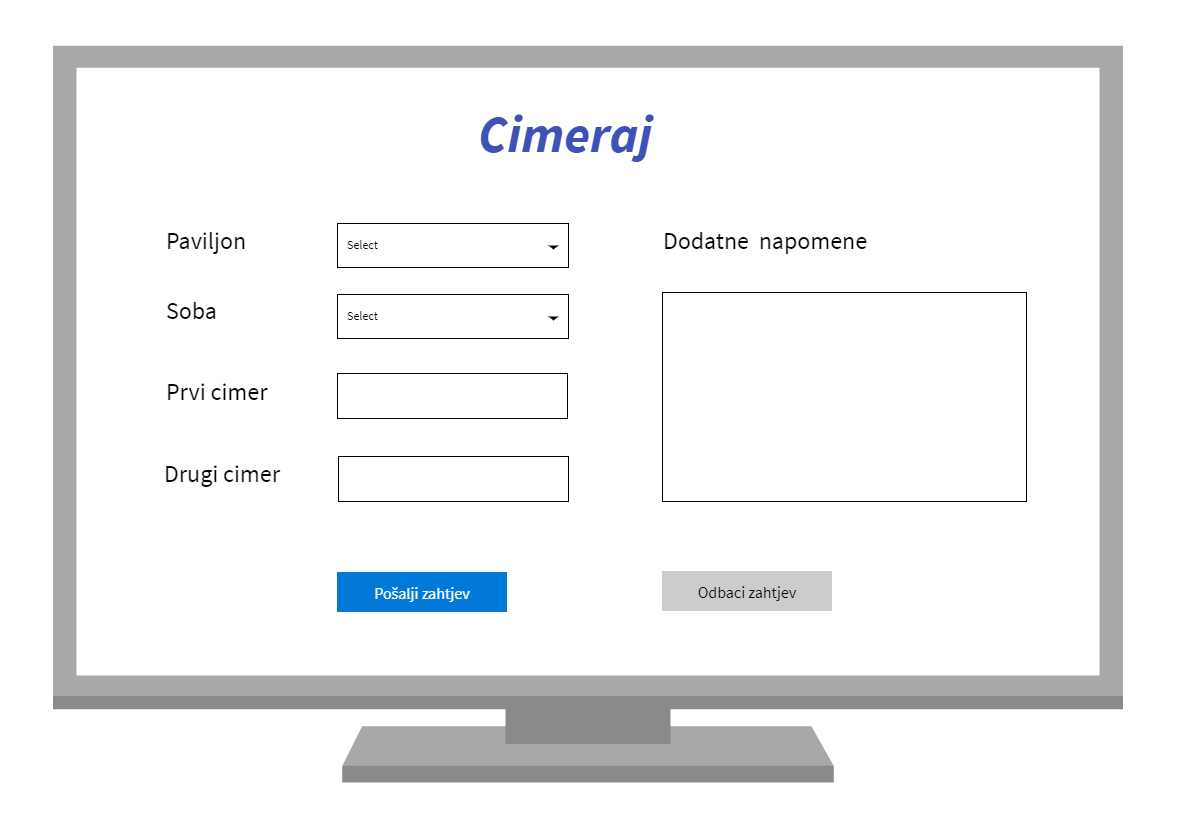 Cimeraj
Paviljon
Select
Soba
Select
Prvi cimer
Drugi cimer
Dodatne  napomene
Pošalji zahtjev
Odbaci zahtjev